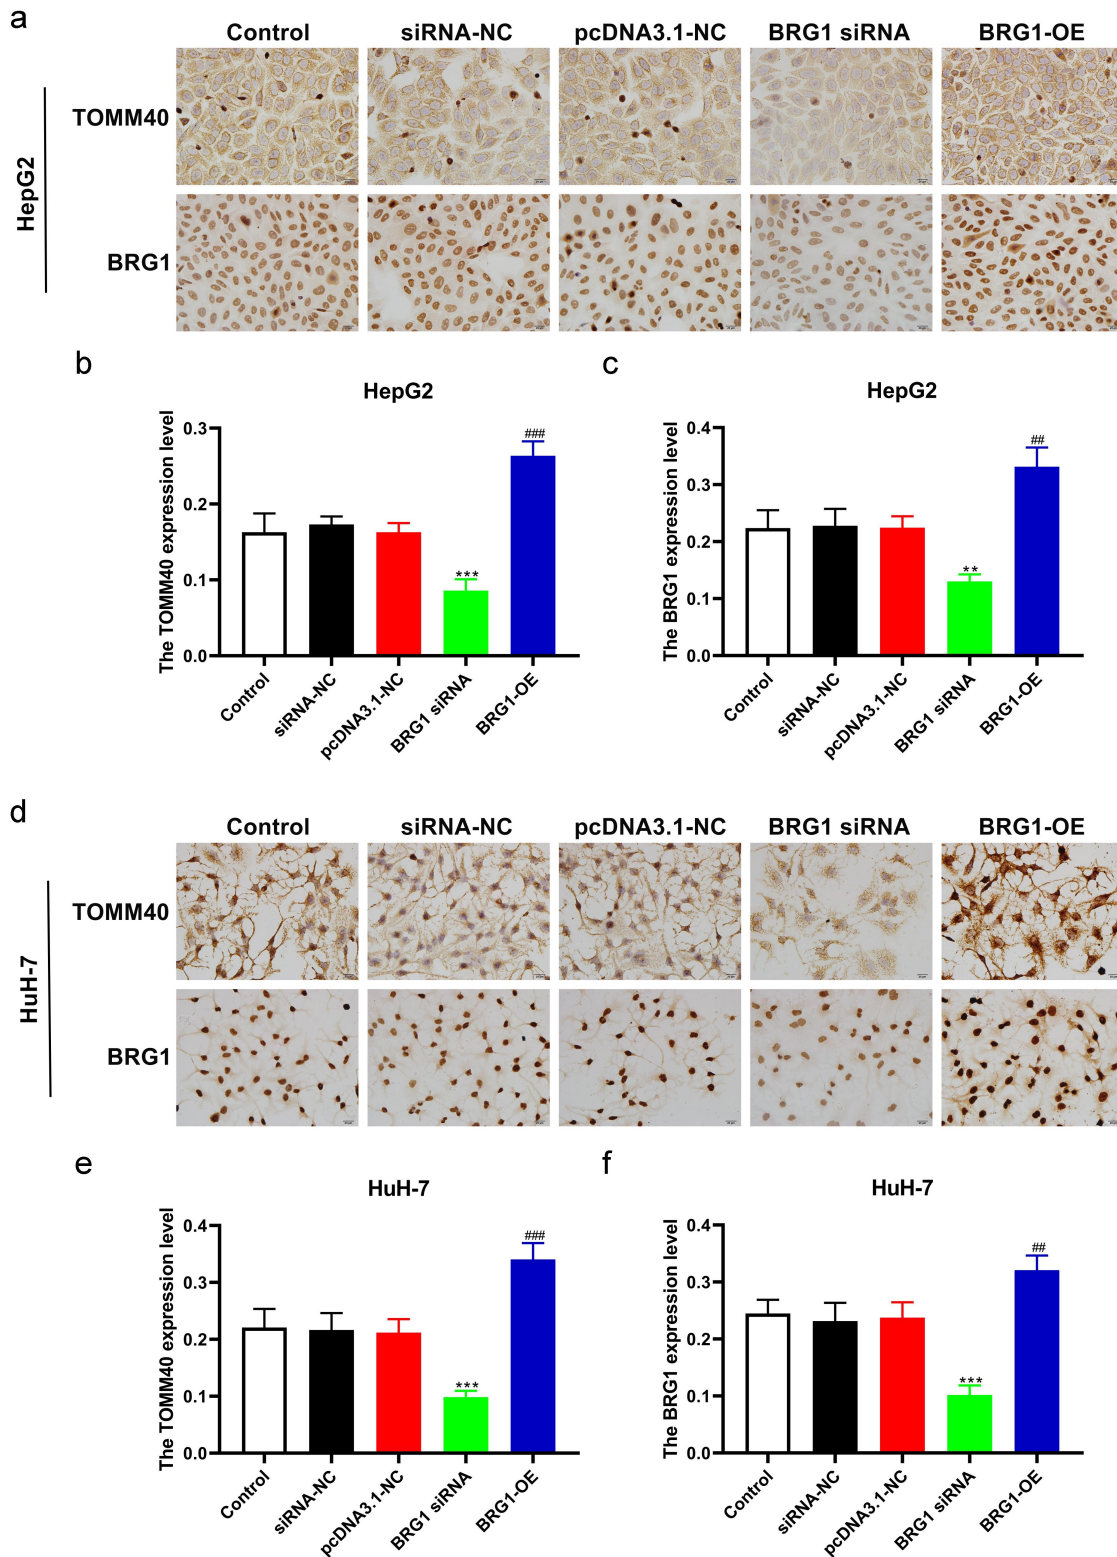 a
Control siRNA-NC pcDNA3.1-NC BRG1 siRNA BRG1-OE
HepG2
TOMM40
BRG1
b
HepG2
The TOMM40 expression level
0.3
0.2
0.1
0.0
***
###
Control siRNA-NC pcDNA3.1-NC BRG1 siRNA BRG1-OE
c
HepG2
The BRG1 expression level
0.4
0.3
0.2
0.1
0.0
**
##
Control siRNA-NC pcDNA3.1-NC BRG1 siRNA BRG1-OE
d
Control siRNA-NC pcDNA3.1-NC BRG1 siRNA BRG1-OE
HuH-7
TOMM40
BRG1
e
HuH-7
The TOMM40 expression level
0.4
0.3
0.2
0.1
0.0
***
###
Control siRNA-NC pcDNA3.1-NC BRG1 siRNA BRG1-OE
f
HuH-7
The BRG1 expression level
0.4
0.3
0.2
0.1
0.0
***
##
Control siRNA-NC pcDNA3.1-NC BRG1 siRNA BRG1-OE